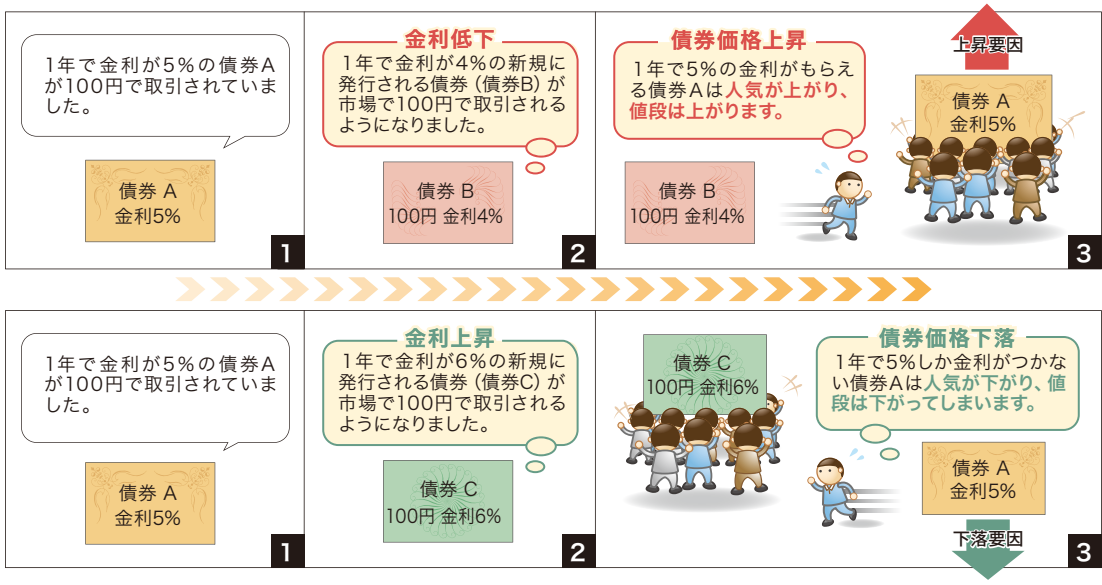 1年で金利が5%の債券A
が100円で取引されていま
した。
債券 A
金利5%
1
金利低下
1年で金利が4%の新規に
発行される債券（債券B）が
市場で100円で取引される
ようになりました。
債券 B
100円 金利4%
2
債券価格上昇
1年で5%の金利がもらえ
る債券Aは人気が上がり、
値段は上がります。
債券 B
100円 金利4%
上昇要因
債券 A
金利5%
3
1年で金利が5%の債券A
が100円で取引されていま
した。
債券 A
金利5%
1
金利上昇
1年で金利が6%の新規に
発行される債券（債券C）が
市場で100円で取引される
ようになりました。
債券 C
100円 金利6%
2
債券 C
100円 金利6%
債券価格下落
1年で5%しか金利がつかな
い債券Aは人気が下がり、値
段は下がってしまいます。
債券 A
金利5%
下落要因
3